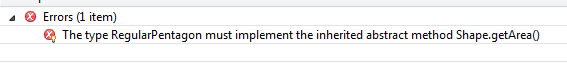 Errors (1 item)
The type RegularPentagon must implement the inherited abstract method Shape.getArea()